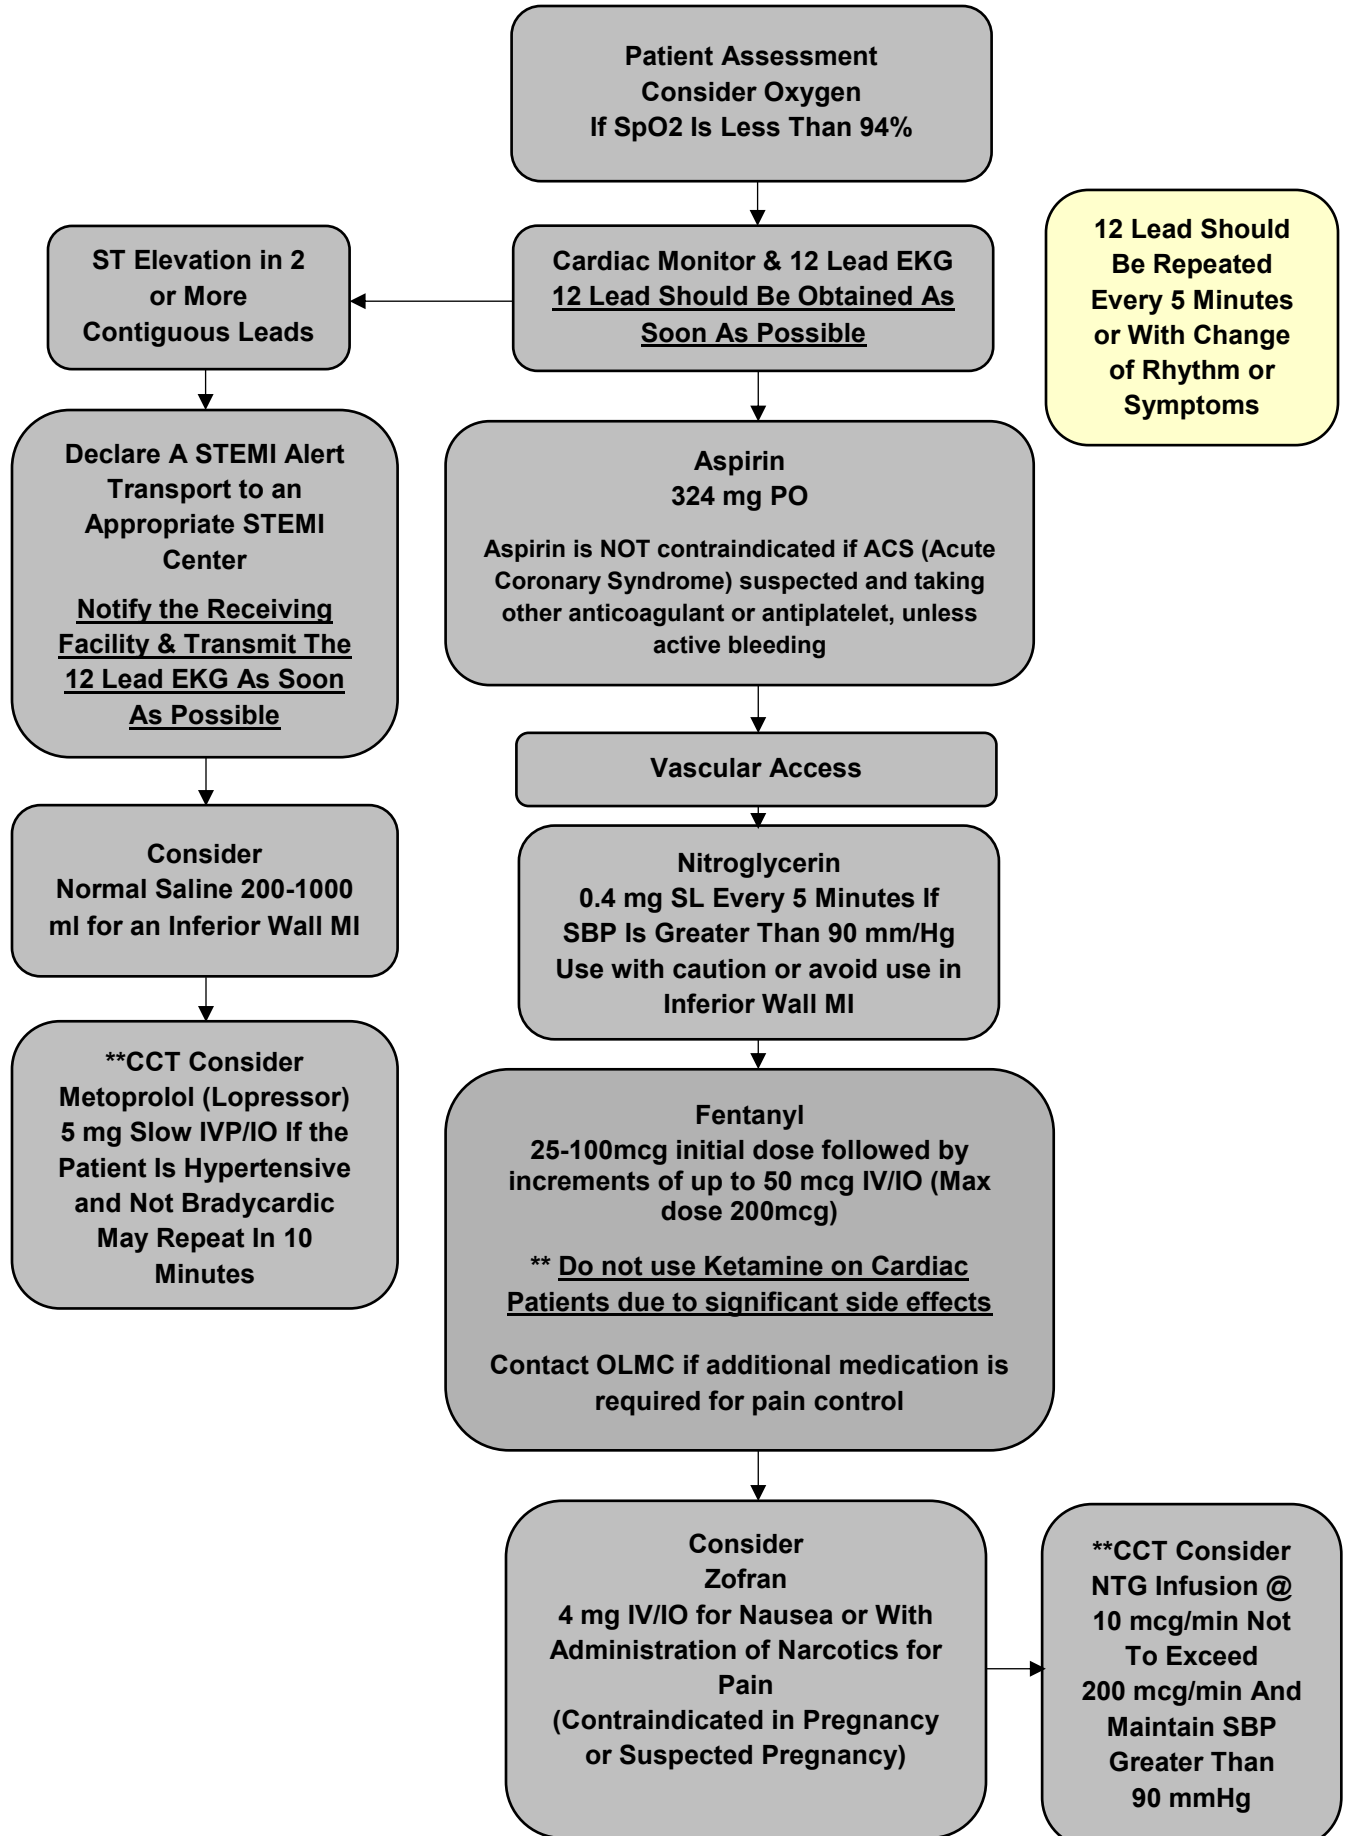 Patient Assessment
Consider Oxygen
If SpO2 Is Less Than 94%
12 Lead Should
Be Repeated
Every 5 Minutes
or With Change
of Rhythm or
Symptoms
ST Elevation in 2
or More
Contiguous Leads
Cardiac Monitor & 12 Lead EKG
12 Lead Should Be Obtained As
Soon As Possible
Declare A STEMI Alert
Transport to an
Appropriate STEMI
Center
Notify the Receiving
Facility & Transmit The
12 Lead EKG As Soon
As Possible
Aspirin
324 mg PO
Aspirin is NOT contraindicated if ACS (Acute
Coronary Syndrome) suspected and taking
other anticoagulant or antiplatelet, unless
active bleeding
Vascular Access
Consider
Normal Saline 200-1000
ml for an Inferior Wall MI
Nitroglycerin
0.4 mg SL Every 5 Minutes If
SBP Is Greater Than 90 mm/Hg
Use with caution or avoid use in
Inferior Wall MI
**CCT Consider
Metoprolol (Lopressor)
5 mg Slow IVP/IO If the
Patient Is Hypertensive
and Not Bradycardic
May Repeat In 10
Minutes
Fentanyl
25-100mcg initial dose followed by
increments of up to 50 mcg IV/IO (Max
dose 200mcg)
** Do not use Ketamine on Cardiac
Patients due to significant side effects
Contact OLMC if additional medication is
required for pain control
Consider
Zofran
4 mg IV/IO for Nausea or With
Administration of Narcotics for
Pain
(Contraindicated in Pregnancy
or Suspected Pregnancy)
**CCT Consider
NTG Infusion @
10 mcg/min Not
To Exceed
200 mcg/min And
Maintain SBP
Greater Than
90 mmHg